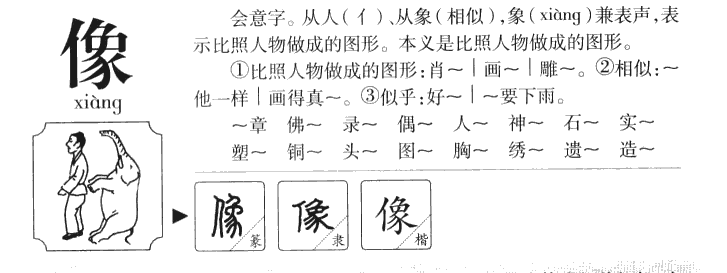 像
xiàng
会意字。从人(亻)、从象(相似),象(xiàng)兼表声,表
示比照人物做成的图形。本义是比照人物做成的图形。
①比照人物做成的图形:肖～|画～|雕～。②相似:～
他一样|画得真～。③似乎:好～|～要下雨。
～章 佛～ 录～ 偶～ 人～ 神～ 石～ 实～
塑～ 铜～ 头～ 图～ 胸～ 绣～ 遗～ 造～
像 篆 像 隶 像 楷